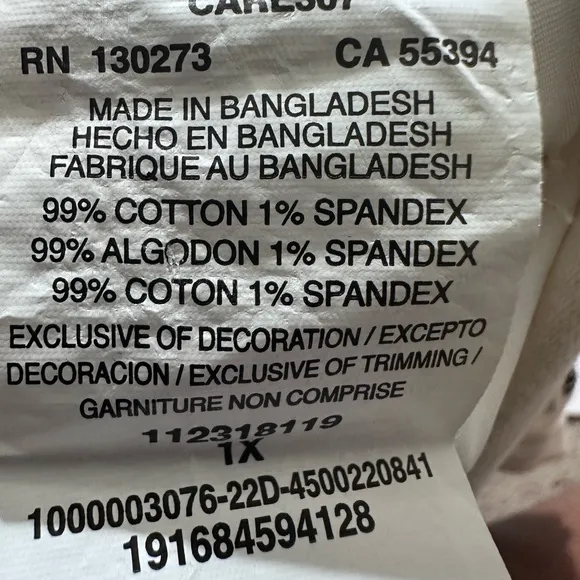 CARE307
RN 130273 CA 55394
MADE IN BANGLADESH
HECHO EN BANGLADESH
FABRIQUE AU BANGLADESH
99% COTTON 1% SPANDEX
99% ALGODON 1% SPANDEX
99% COTON 1% SPANDEX
EXCLUSIVE OF DECORATION / EXCEPTO
DECORACION / EXCLUSIVE OF TRIMMING /
GARNITURE NON COMPRISE
112318119
1X
1000003076-22D-4500220841
191684594128